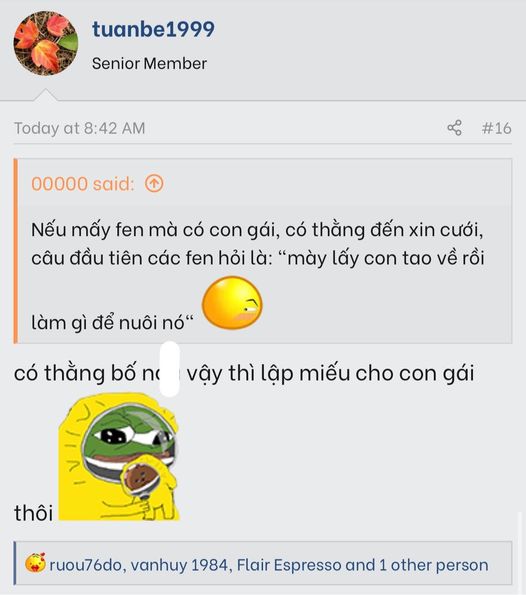 tuanbe1999
Senior Member
Today at 8:42 AM
#16
00000 said:
Nếu mấy fen mà có con gái, có thằng đến xin cưới,
câu đầu tiên các fen hỏi là: "mày lấy con tao về rồi
làm gì để nuôi nó"
có thằng bố vậy thì lập miếu cho con gái
thôi
ruou76do, vanhuy 1984, Flair Espresso and 1 other person